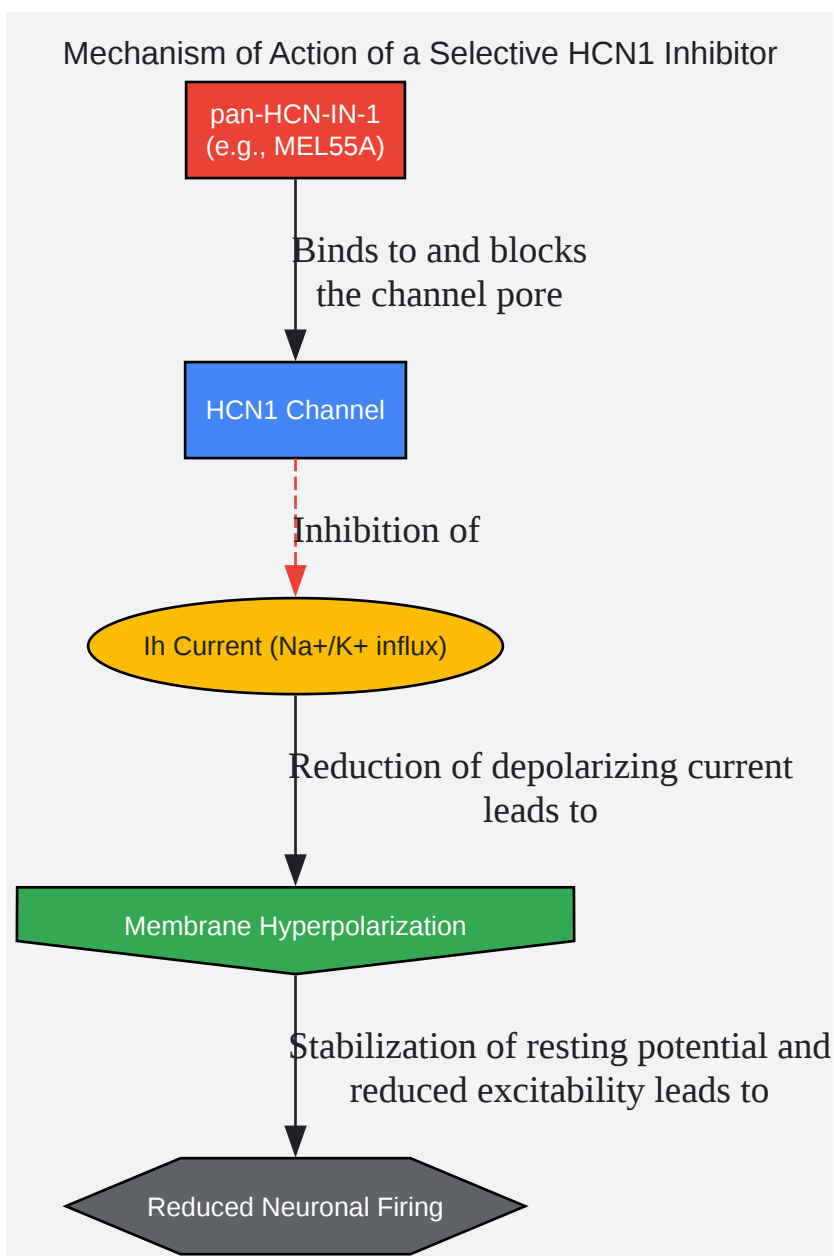 Mechanism of Action of a Selective HCN1 Inhibitor
pan-HCN-IN-1
(e.g., MEL55A)
Binds to and blocks
the channel pore
HCN1 Channel
Inhibition of
Ih Current (Na+/K+ influx)
Reduction of depolarizing current
leads to
Membrane Hyperpolarization
Stabilization of resting potential and
reduced excitability leads to
Reduced Neuronal Firing